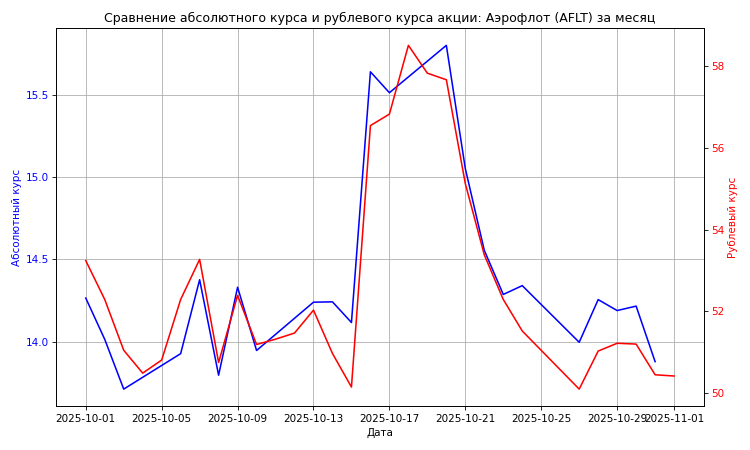 Сравнение абсолютного курса и рублевого курса акции: Аэрофлот (AFLT) за месяц
Абсолютный курс
15.5
15.0
14.5
14.0
58
56
54
52
50
Рублевый курс
2025-10-01 2025-10-05 2025-10-09 2025-10-13 2025-10-17 2025-10-21 2025-10-25 2025-10-29 2025-11-01
Дата